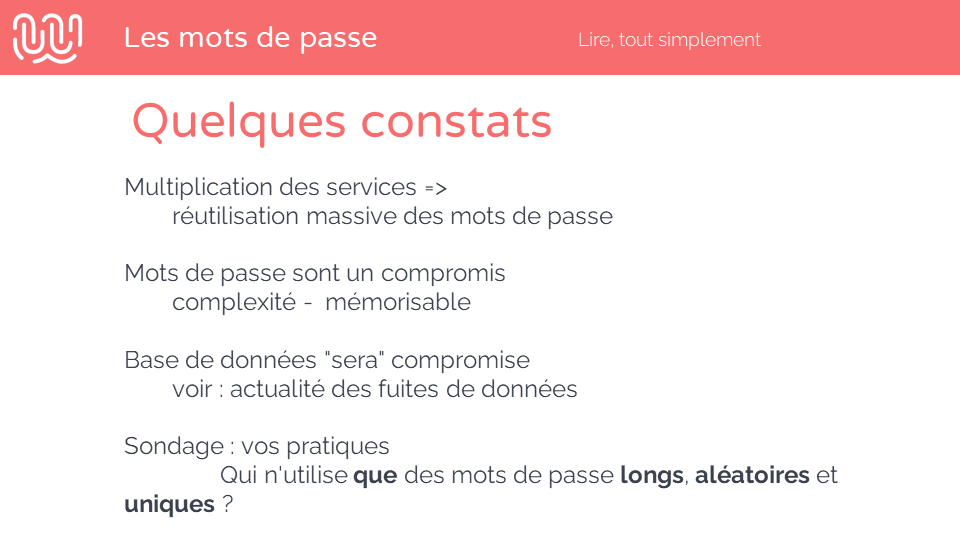 Les mots de passe
Lire, tout simplement
Quelques constats
Multiplication des services =>
réutilisation massive des mots de passe
Mots de passe sont un compromis
complexité -  mémorisable
Base de données "sera" compromise
voir : actualité des fuites de données
Sondage : vos pratiques
Qui n'utilise que des mots de passe longs, aléatoires et
uniques ?